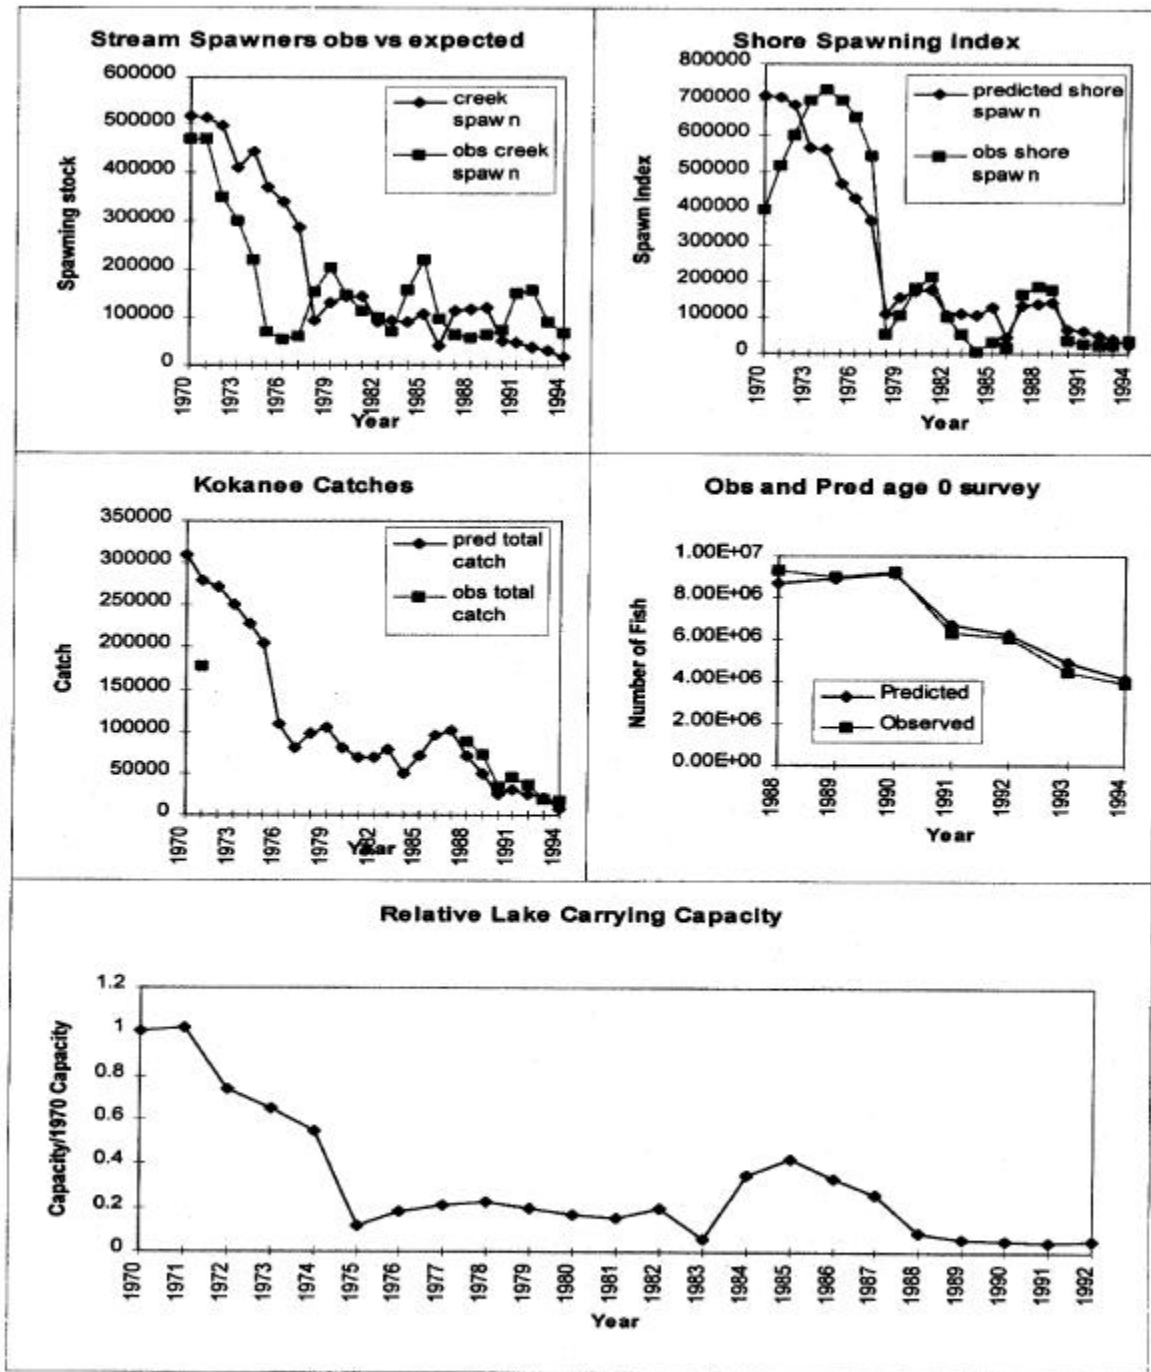 Stream Spawners obs vs expected
600000
500000
400000
300000
200000
100000
0
Spawning stock
creek
spawn
obs creek
spawn
1970
1973
1976
1979
1982
1985
1988
1991
1994
Year
Shore Spawning Index
800000
700000
600000
500000
400000
300000
200000
100000
0
Spawn Index
predicted shore
spawn
obs shore
spawn
1970
1973
1976
1979
1982
1985
1988
1991
1994
Year
Kokanee Catches
350000
300000
250000
200000
150000
100000
50000
0
Catch
pred total
catch
obs total
catch
1970
1973
1976
1979
1982
1985
1988
1991
1994
Year
Obs and Pred age 0 survey
1.00E+07
8.00E+06
6.00E+06
4.00E+06
2.00E+06
0.00E+00
Number of Fish
Predicted
Observed
1988
1989
1990
1991
1992
1993
1994
Year
Relative Lake Carrying Capacity
1.2
1
0.8
0.6
0.4
0.2
0
Capacity/1970 Capacity
1970
1971
1972
1973
1974
1975
1976
1977
1978
1979
1980
1981
1982
1983
1984
1985
1986
1987
1988
1989
1990
1991
1992
Year